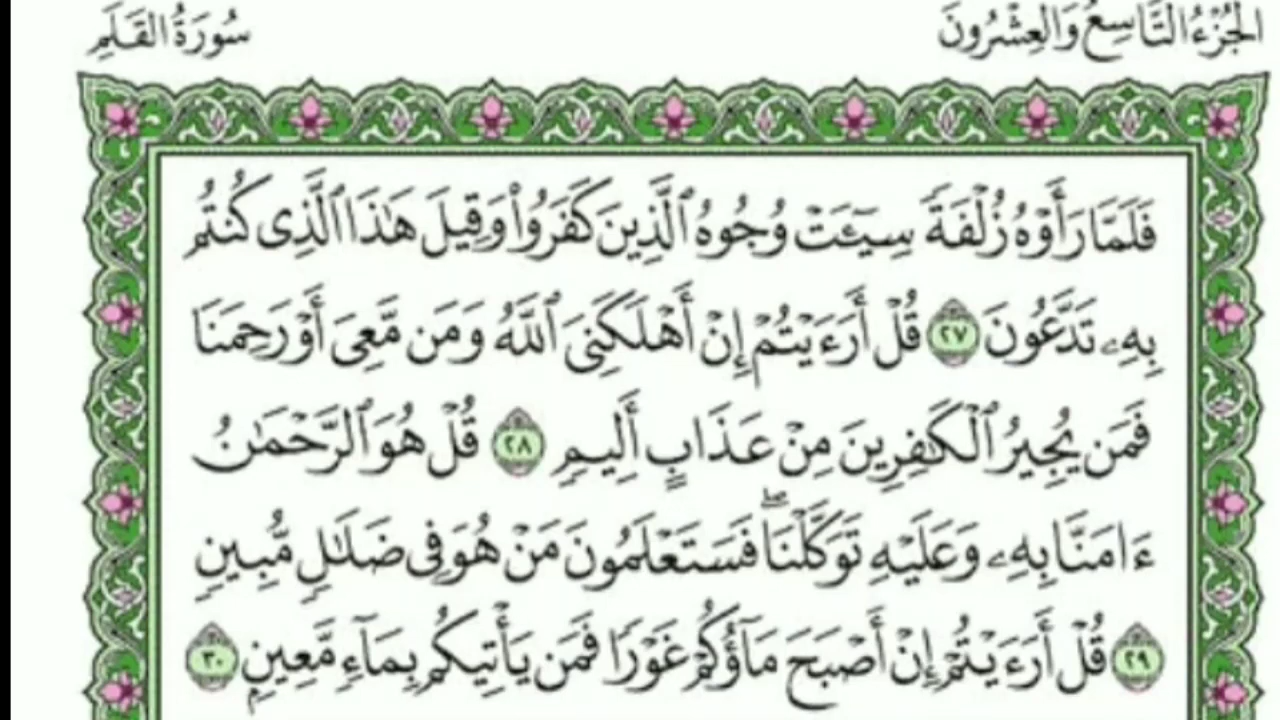 الجزء التاسع والعشرون
سورة القلم
فَلَمَّا رَأَوْهُ زُلْفَةً سِيٓـَٔتْ وُجُوهُ ٱلَّذِينَ كَفَرُوا۟ وَقِيلَ هَـٰذَا ٱلَّذِى كُنتُم
بِهِۦ تَدَّعُونَ ٢٧ قُلْ أَرَءَيْتُمْ إِنْ أَهْلَكَنِىَ ٱللَّهُ وَمَن مَّعِىَ أَوْ رَحِمَنَا
فَمَن يُجِيرُ ٱلْكَـٰفِرِينَ مِنْ عَذَابٍ أَلِيمٍ ٢٨ قُلْ هُوَ ٱلرَّحْمَـٰنُ
ءَامَنَّا بِهِۦ وَعَلَيْهِ تَوَكَّلْنَا ۖ فَسَتَعْلَمُونَ مَنْ هُوَ فِى ضَلَـٰلٍ مُّبِينٍ
٢٩ قُلْ أَرَءَيْتُمْ إِنْ أَصْبَحَ مَآؤُكُمْ غَوْرًا فَمَن يَأْتِيكُم بِمَآءٍ مَّعِينٍۭ ٣٠